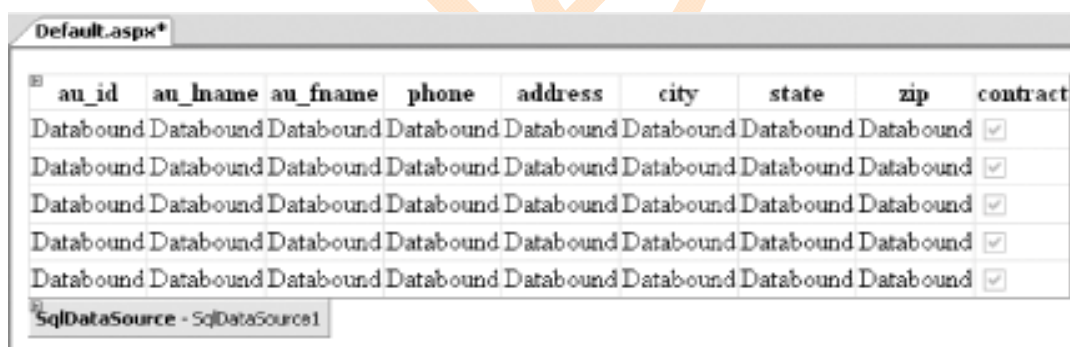 Default.aspx*
au_id au_lname au_fname phone address city state zip contract
Databound Databound Databound Databound Databound Databound Databound Databound
Databound Databound Databound Databound Databound Databound Databound Databound
Databound Databound Databound Databound Databound Databound Databound Databound
Databound Databound Databound Databound Databound Databound Databound Databound
Databound Databound Databound Databound Databound Databound Databound Databound
SqlDataSource - SqlDataSource1